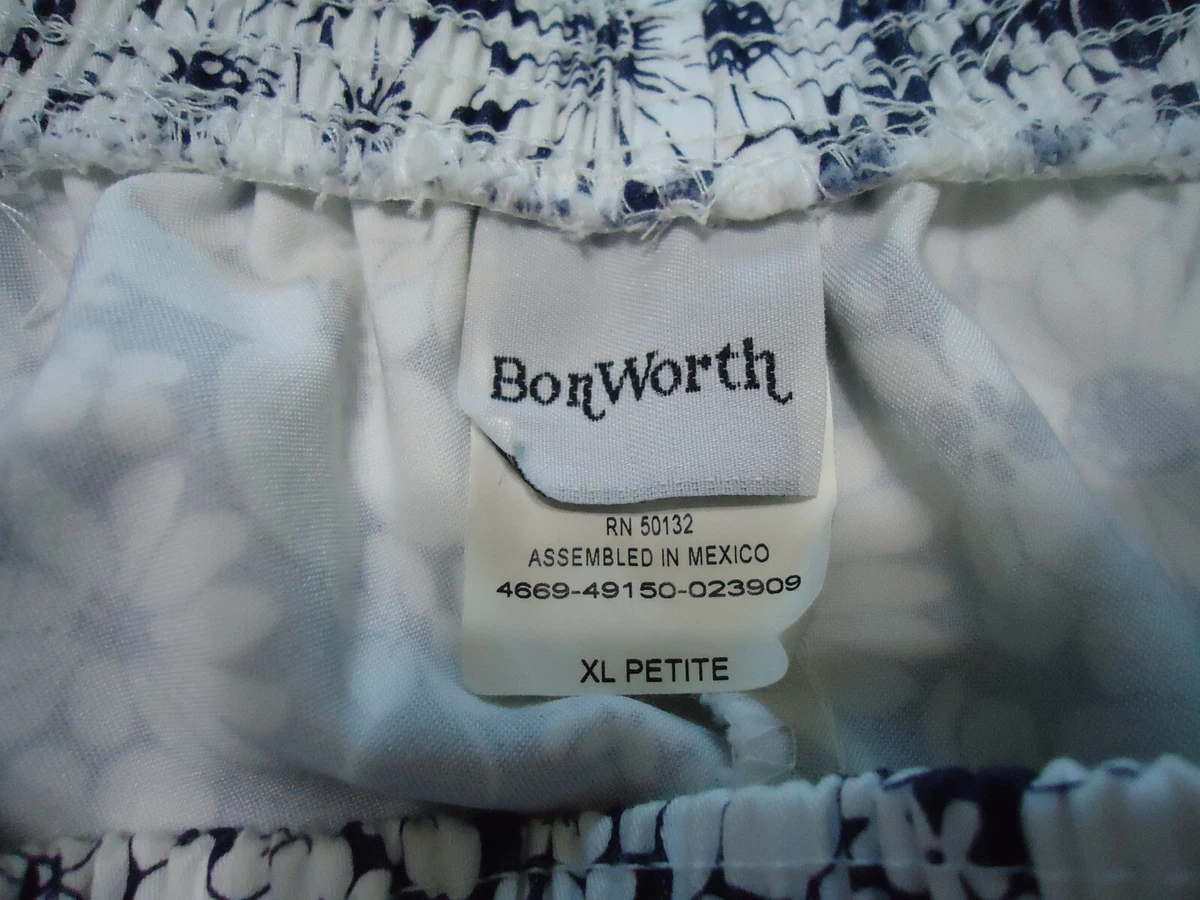 BonWorth
RN 50132
ASSEMBLED IN MEXICO
4669-49150-023909
XL PETITE